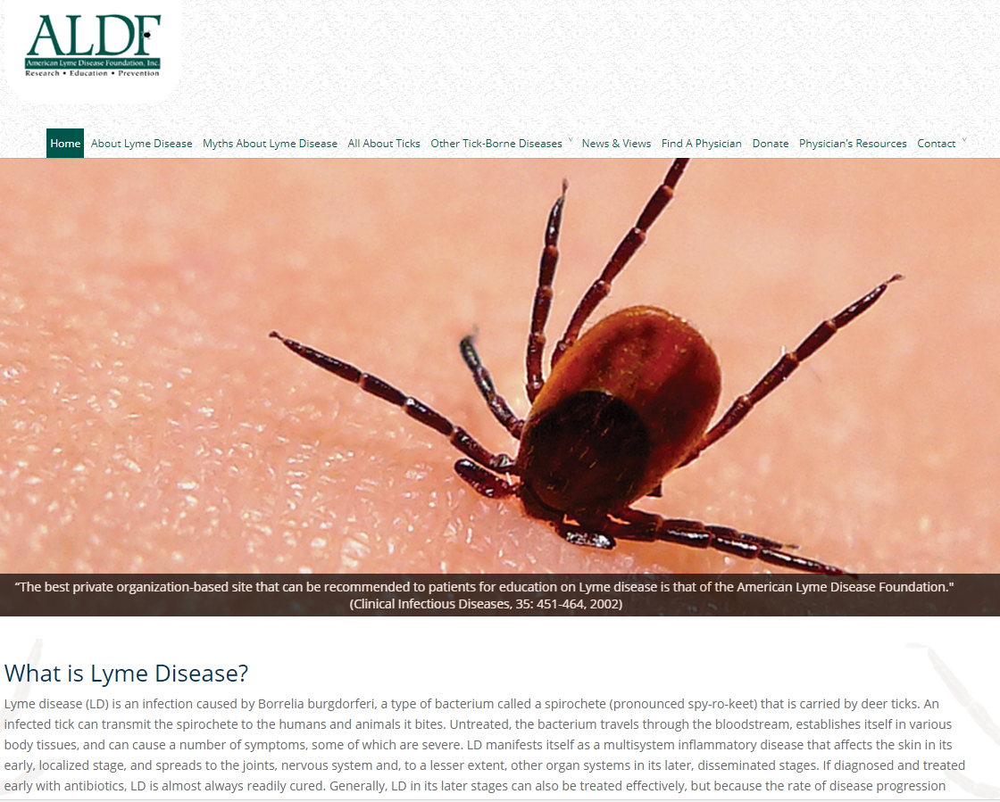 ALDF
American Lyme Disease Foundation, Inc.
Research • Education • Prevention
Home About Lyme Disease Myths About Lyme Disease All About Ticks Other Tick-Borne Diseases v News & Views Find A Physician Donate Physician's Resources Contact v
“The best private organization-based site that can be recommended to patients for education on Lyme disease is that of the American Lyme Disease Foundation."
(Clinical Infectious Diseases, 35: 451-464, 2002)
What is Lyme Disease?
Lyme disease (LD) is an infection caused by Borrelia burgdorferi, a type of bacterium called a spirochete (pronounced spy-ro-keet) that is carried by deer ticks. An
infected tick can transmit the spirochete to the humans and animals it bites. Untreated, the bacterium travels through the bloodstream, establishes itself in various
body tissues, and can cause a number of symptoms, some of which are severe. LD manifests itself as a multisystem inflammatory disease that affects the skin in its
early, localized stage, and spreads to the joints, nervous system and, to a lesser extent, other organ systems in its later, disseminated stages. If diagnosed and treated
early with antibiotics, LD is almost always readily cured. Generally, LD in its later stages can also be treated effectively, but because the rate of disease progression